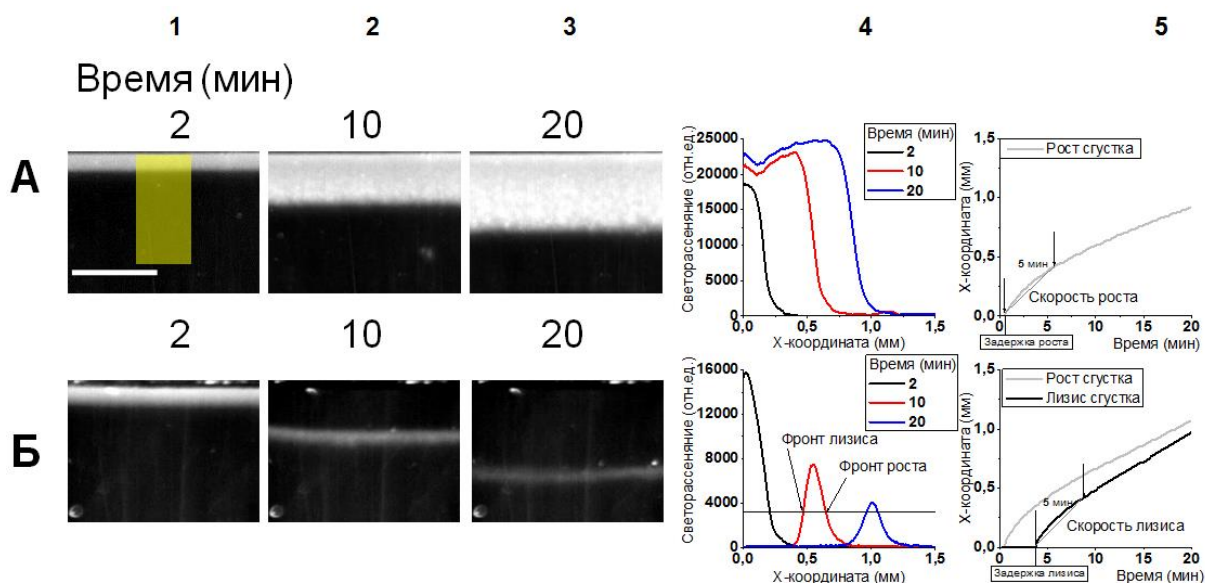 1 2 3 4 5
Время (мин)
2 10 20
А
Светорассеняние (отн.ед.)
25000
20000
15000
10000
5000
0
0,0 0,5 1,0 1,5
X-координата (мм)
Время (мин)
2
10
20
X-координата (мм)
1,5
1,0
0,5
0,0
Рост сгустка
5 мин
Скорость роста
0 5 10 15 20
Задержка роста
Время (мин)
2 10 20
Б
Светорассеняние (отн.ед.)
16000
12000
8000
4000
0
0,0 0,5 1,0 1,5
X-координата (мм)
Время (мин)
2
10
20
Фронт лизиса
Фронт роста
X-координата (мм)
1,5
1,0
0,5
0,0
Рост сгустка
Лизис сгустка
5 мин
Скорость лизиса
0 5 10 15 20
Задержка лизиса
Время (мин)